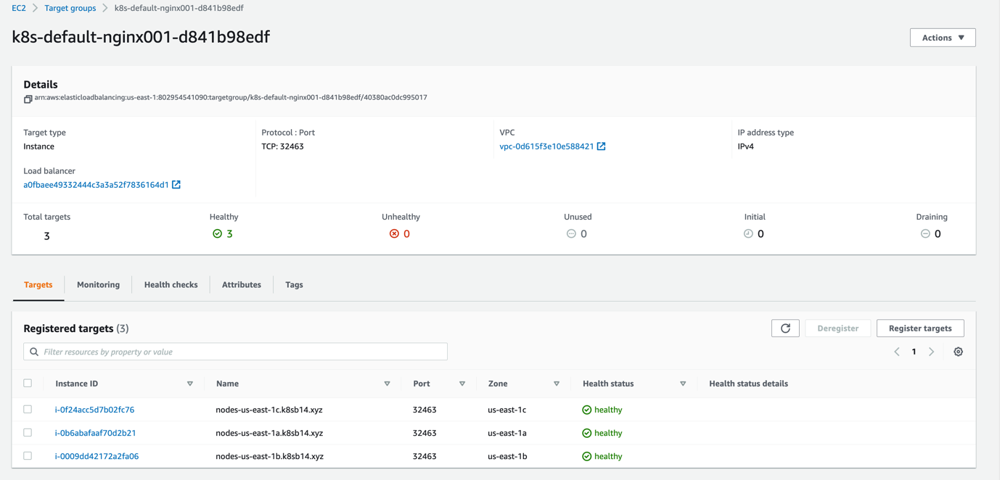 EC2 > Target groups > k8s-default-nginx001-d841b98edf
k8s-default-nginx001-d841b98edf
Actions
Details
arn:aws:elasticloadbalancing:us-east-1:802954541090:targetgroup/k8s-default-nginx001-d841b98edf/40380ac0dc995017
Target type Protocol : Port VPC IP address type
Instance TCP: 32463 vpc-0d615f3e10e588421 IPv4
Load balancer
a0fbaee49332444c3a3a52f7836164d1
Total targets Healthy Unhealthy Unused Initial Draining
3 3 0 0 0 0
Targets Monitoring Health checks Attributes Tags
Registered targets (3) Deregister Register targets
Filter resources by property or value 1
Instance ID Name Port Zone Health status Health status details
i-0f24acc5d7b02fc76 nodes-us-east-1c.k8sb14.xyz 32463 us-east-1c healthy
i-0b6abafaaf70d2b21 nodes-us-east-1a.k8sb14.xyz 32463 us-east-1a healthy
i-0009dd42172a2fa06 nodes-us-east-1b.k8sb14.xyz 32463 us-east-1b healthy